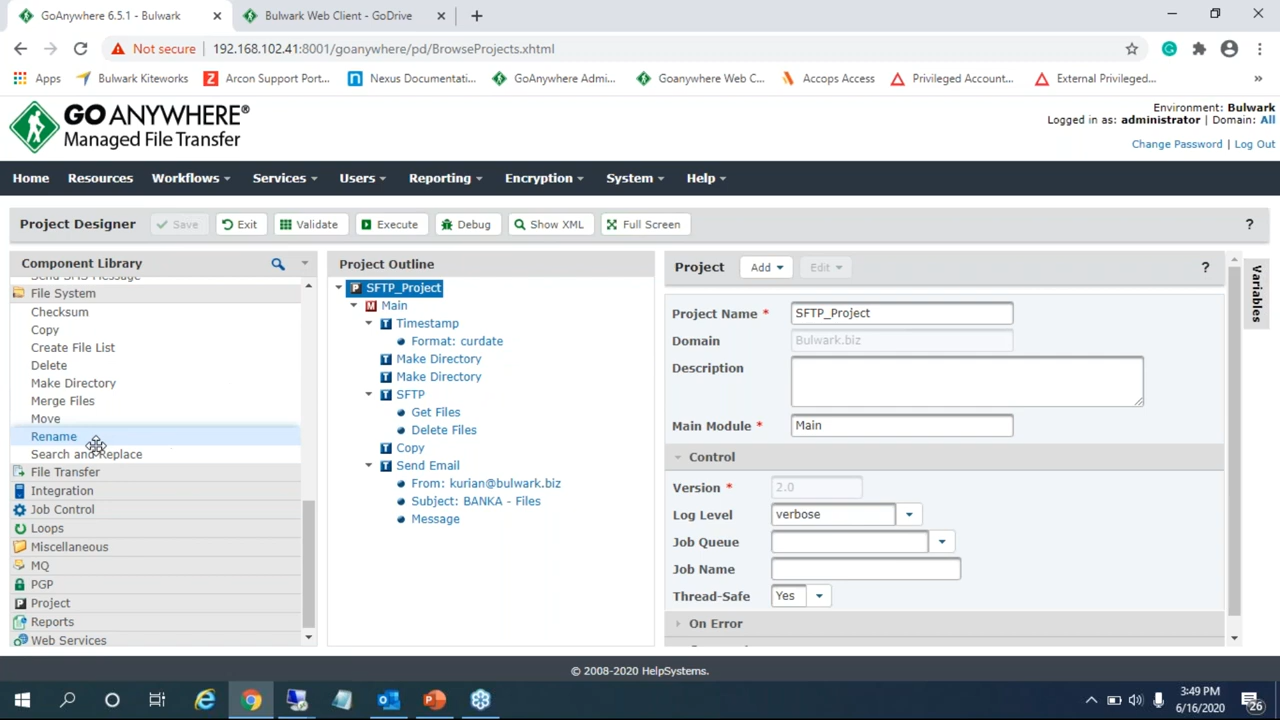 GoAnywhere 6.5.1 - Bulwark
Bulwark Web Client - GoDrive
Not secure
192.168.102.41:8001/goanywhere/pd/BrowseProjects.xhtml
Apps
Bulwark Kiteworks
Arcon Support Port...
Nexus Documentati...
GoAnywhere Admi...
Goanywhere Web C...
Accops Access
Privileged Account...
External Privileged...
GO ANYWHERE®
Managed File Transfer
Environment: Bulwark
Logged in as: administrator | Domain: All
Change Password | Log Out
Home Resources Workflows Services Users Reporting Encryption System Help
Project Designer Save Exit Validate Execute Debug Show XML Full Screen ?
Component Library
Send SMS Message
File System
Checksum
Copy
Create File List
Delete
Make Directory
Merge Files
Move
Rename
Search and Replace
File Transfer
Integration
Job Control
Loops
Miscellaneous
MQ
PGP
Project
Reports
Web Services
Project Outline
P SFTP_Project
M Main
T Timestamp
Format: curdate
T Make Directory
T Make Directory
T SFTP
Get Files
Delete Files
T Copy
T Send Email
From: kurian@bulwark.biz
Subject: BANKA - Files
Message
Project Add Edit ?
Project Name * SFTP_Project
Domain Bulwark.biz
Description
Main Module * Main
Control
Version * 2.0
Log Level verbose
Job Queue
Job Name
Thread-Safe Yes
On Error
Variables
© 2008-2020 HelpSystems.
3:49 PM
6/16/2020
26